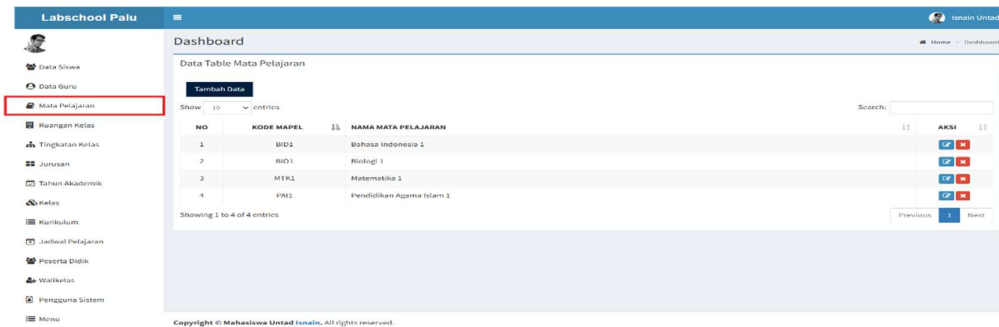 Labschool Palu
Isnain Untad
Dashboard
Home > Dashboard
Data Siswa
Data Guru
Mata Pelajaran
Ruangan Kelas
Tingkatan Kelas
Jurusan
Tahun Akademik
Kelas
Kurikulum
Jadwal Pelajaran
Peserta Didik
Walikelas
Pengguna Sistem
Menu
Data Table Mata Pelajaran
Tambah Data
Show 10 entries
Search:
NO KODE MAPEL NAMA MATA PELAJARAN AKSI
1 BID1 Bahasa Indonesia 1
2 BIO1 Biologi 1
3 MTK1 Matematika 1
4 PAI1 Pendidikan Agama Islam 1
Showing 1 to 4 of 4 entries
Previous 1 Next
Copyright © Mahasiswa Untad Isnain. All rights reserved.